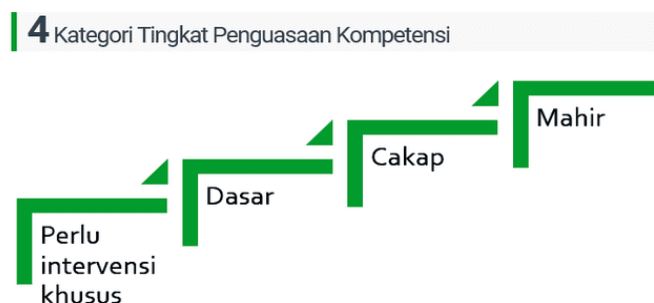 4 Kategori Tingkat Penguasaan Kompetensi
Perlu
intervensi
khusus
Dasar
Cakap
Mahir